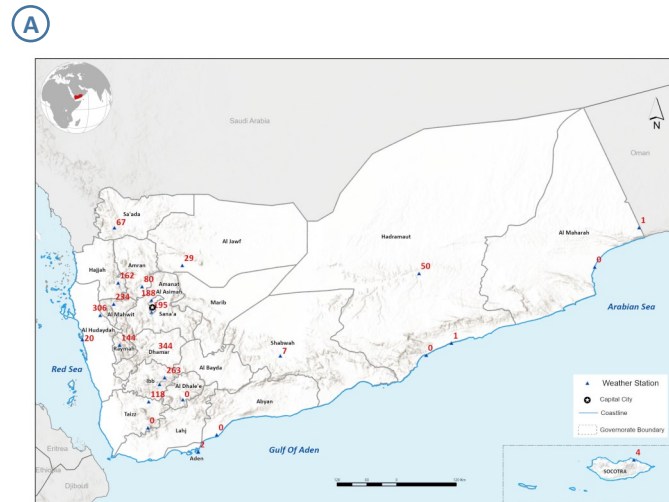 A
Saudi Arabia
N
Oman
Sa'ada
67
Al Jawf
Hadramaut
Al Maharah
1
Hajjah
Amran
29
0
162
80
Amanat
Al Asimah
50
234
188
Marib
306
Al Mahwit
195
Sana'a
Arabian Sea
Al Hudaydah
20
144
Raymah
344
Dhamar
Shabwah
7
0
1
Red Sea
263
Al Bayda
Ibb
Al Dhale'e
118
0
Abyan
Taizz
0
Lahj
0
2
Aden
Gulf Of Aden
Eritrea
Ethiopia
Djibouti
Weather Station
Capital City
Coastline
Governorate Boundary
4
SOCOTRA